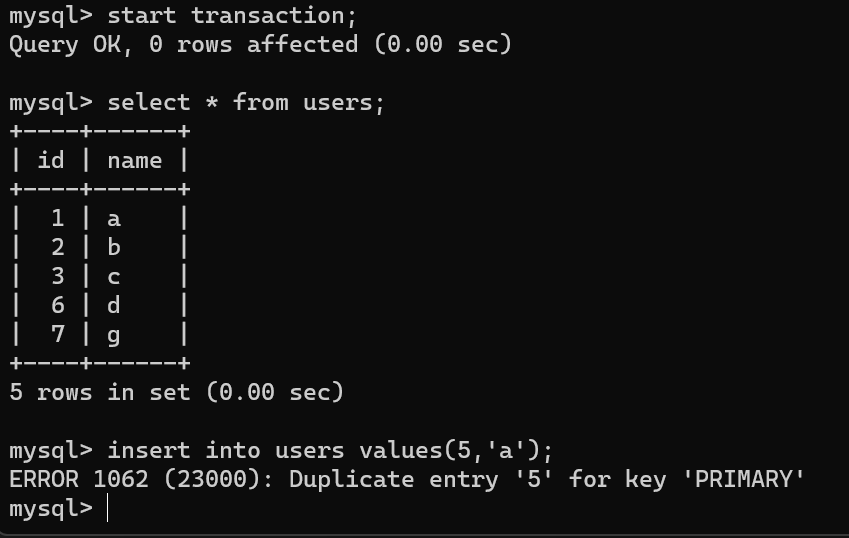 mysql> start transaction;
Query OK, 0 rows affected (0.00 sec)

mysql> select * from users;
+----+------+
| id | name |
+----+------+
|  1 | a    |
|  2 | b    |
|  3 | c    |
|  6 | d    |
|  7 | g    |
+----+------+
5 rows in set (0.00 sec)

mysql> insert into users values(5,'a');
ERROR 1062 (23000): Duplicate entry '5' for key 'PRIMARY'
mysql>